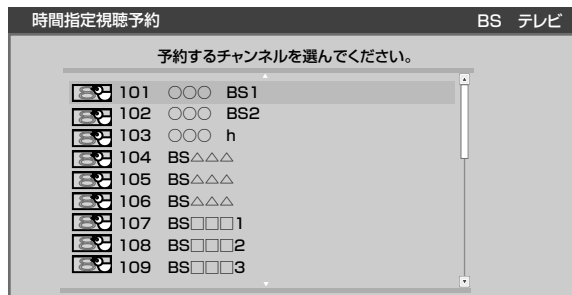 時間指定視聴予約 BS テレビ
予約するチャンネルを選んでください。
101 ○○○ BS1
102 ○○○ BS2
103 ○○○ h
104 BS△△△
105 BS△△△
106 BS△△△
107 BS□□□1
108 BS□□□2
109 BS□□□3